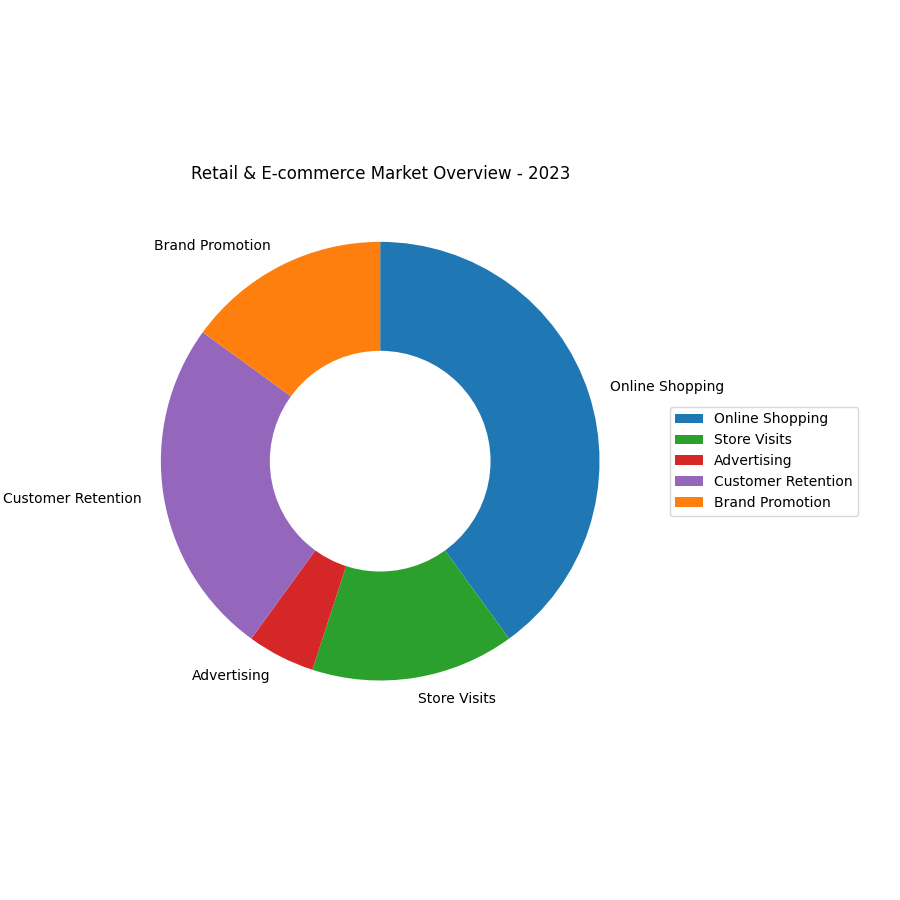 Retail & E-commerce Market Overview - 2023
Brand Promotion
Online Shopping
Customer Retention
Advertising
Store Visits
Online Shopping
Store Visits
Advertising
Customer Retention
Brand Promotion